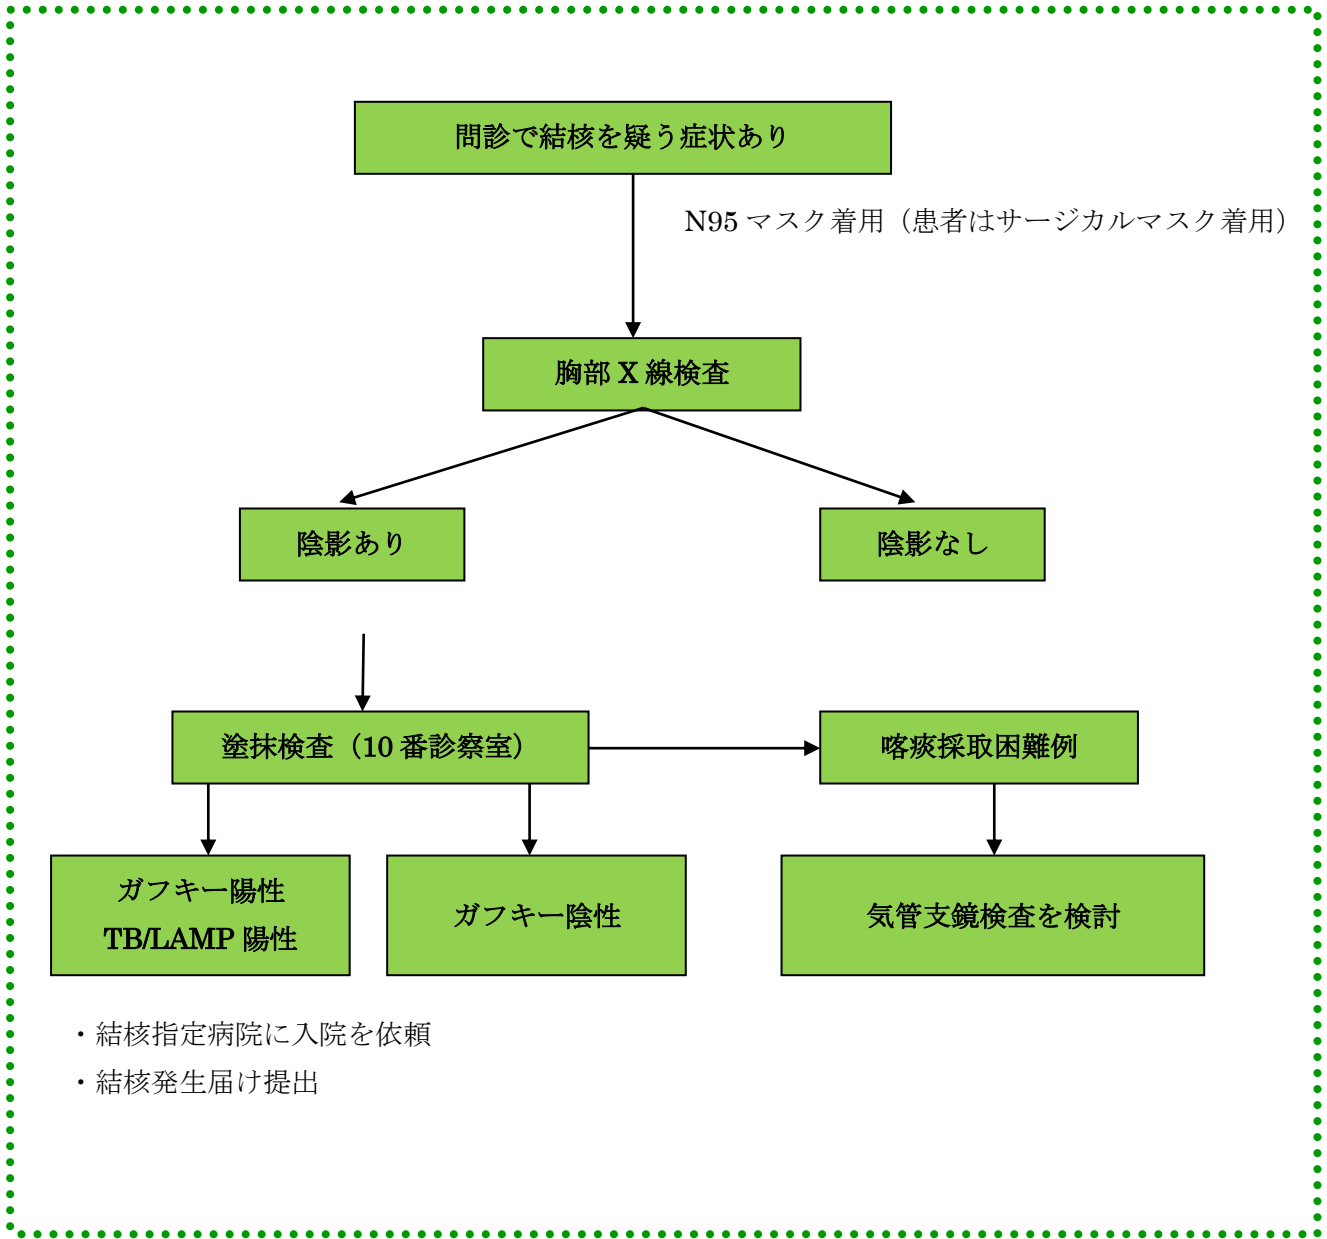 問診で結核を疑う症状あり
N95 マスク着用（患者はサージカルマスク着用）
胸部 X 線検査
陰影あり
陰影なし
塗抹検査（10 番診察室）
喀痰採取困難例
ガフキー陽性
TB/LAMP 陽性
ガフキー陰性
気管支鏡検査を検討
・結核指定病院に入院を依頼
・結核発生届け提出